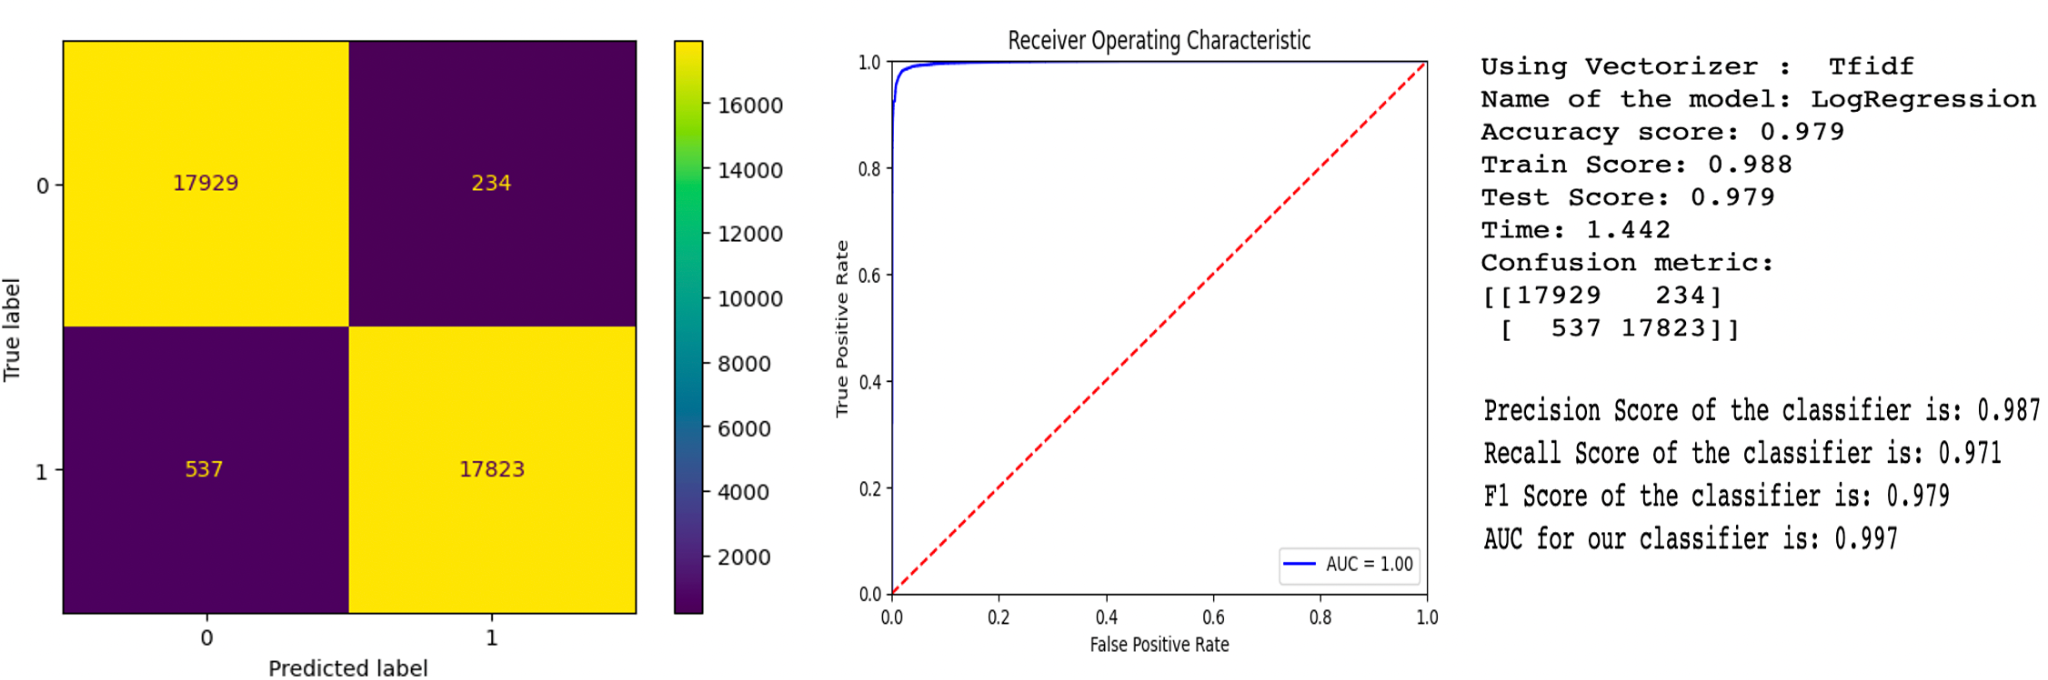 True label
0
1
17929
234
537
17823
0
1
Predicted label
16000
14000
12000
10000
8000
6000
4000
2000
Receiver Operating Characteristic
True Positive Rate
1.0
0.8
0.6
0.4
0.2
0.0
AUC = 1.00
0.0 0.2 0.4 0.6 0.8 1.0
False Positive Rate
Using Vectorizer :  Tfidf
Name of the model: LogRegression
Accuracy score: 0.979
Train Score: 0.988
Test Score: 0.979
Time: 1.442
Confusion metric:
[[17929   234]
 [  537 17823]]
Precision Score of the classifier is: 0.987
Recall Score of the classifier is: 0.971
F1 Score of the classifier is: 0.979
AUC for our classifier is: 0.997